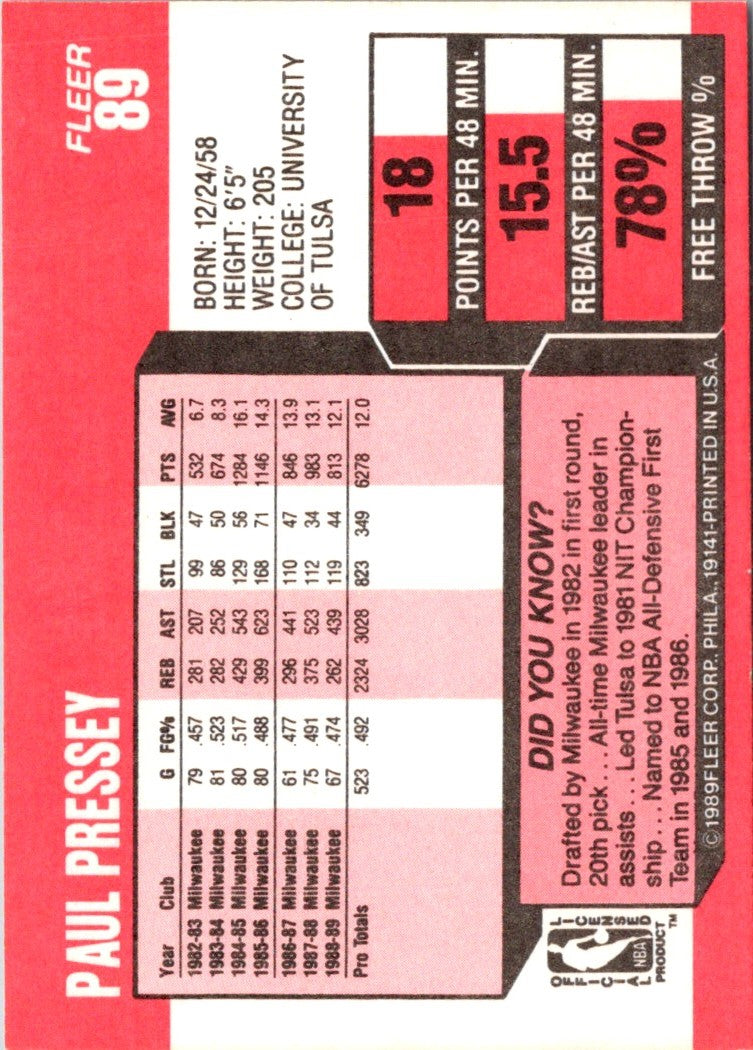 PAUL PRESSEY
FLEER
89
Year Club G FG% REB AST STL BLK PTS AVG
1982-83 Milwaukee 79 .457 281 207 99 47 532 6.7
1983-84 Milwaukee 81 .523 282 252 86 50 674 8.3
1984-85 Milwaukee 80 .517 429 543 129 56 1284 16.1
1985-86 Milwaukee 80 .488 399 623 168 71 1146 14.3
1986-87 Milwaukee 61 .477 296 441 110 47 846 13.9
1987-88 Milwaukee 75 .491 375 523 112 34 983 13.1
1988-89 Milwaukee 67 .474 262 439 119 44 813 12.1
Pro Totals 523 .492 2324 3028 823 349 6278 12.0
BORN: 12/24/58
HEIGHT: 6'5"
WEIGHT: 205
COLLEGE: UNIVERSITY
OF TULSA
18
POINTS PER 48 MIN.
15.5
REB/AST PER 48 MIN.
78%
FREE THROW %
DID YOU KNOW?
Drafted by Milwaukee in 1982 in first round,
20th pick... All-time Milwaukee leader in
assists... Led Tulsa to 1981 NIT Champion-
ship... Named to NBA All-Defensive First
Team in 1985 and 1986.
OFFICIAL LICENSED
NBA
PRODUCT™
©1989 FLEER CORP., PHILA., 19141-PRINTED IN U.S.A.